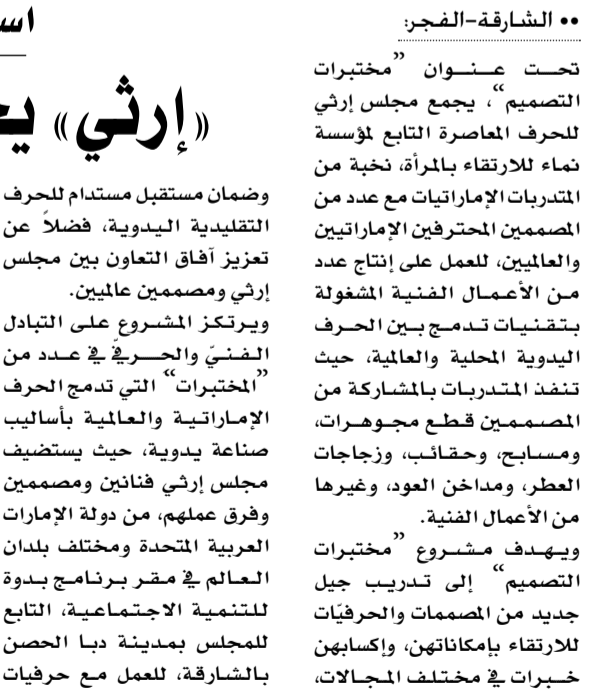 اس
«إرثي» يح
•• الشارقة-الفجر:
تحت عنوان ”مختبرات
التصميم“، يجمع مجلس إرثي
للحرف المعاصرة التابع لمؤسسة
نماء للارتقاء بالمرأة، نخبة من
المتدربات الإماراتيات مع عدد من
المصممين المحترفين الإماراتيين
والعالميين، للعمل على إنتاج عدد
من الأعمال الفنية المشغولة
بتقنيات تدمج بين الحرف
اليدوية المحلية والعالمية، حيث
تنفذ المتدربات بالمشاركة من
المصممين قطع مجوهرات،
ومسابح، وحقائب، وزجاجات
العطر، ومداخن العود، وغيرها
من الأعمال الفنية.
ويهدف مشروع ”مختبرات
التصميم“ إلى تدريب جيل
جديد من المصممات والحرفيّات
للارتقاء بإمكاناتهن، وإكسابهن
خبرات في مختلف المجالات،
وضمان مستقبل مستدام للحرف
التقليدية اليدوية، فضلاً عن
تعزيز آفاق التعاون بين مجلس
إرثي ومصممين عالميين.
ويرتكز المشروع على التبادل
الفنيّ والحرفيّ في عدد من
”المختبرات“ التي تدمج الحرف
الإماراتية والعالمية بأساليب
صناعة يدوية، حيث يستضيف
مجلس إرثي فنانين ومصممين
وفرق عملهم، من دولة الإمارات
العربية المتحدة ومختلف بلدان
العالم في مقر برنامج بدوة
للتنمية الاجتماعية، التابع
للمجلس بمدينة دبا الحصن
بالشارقة، للعمل مع حرفيات